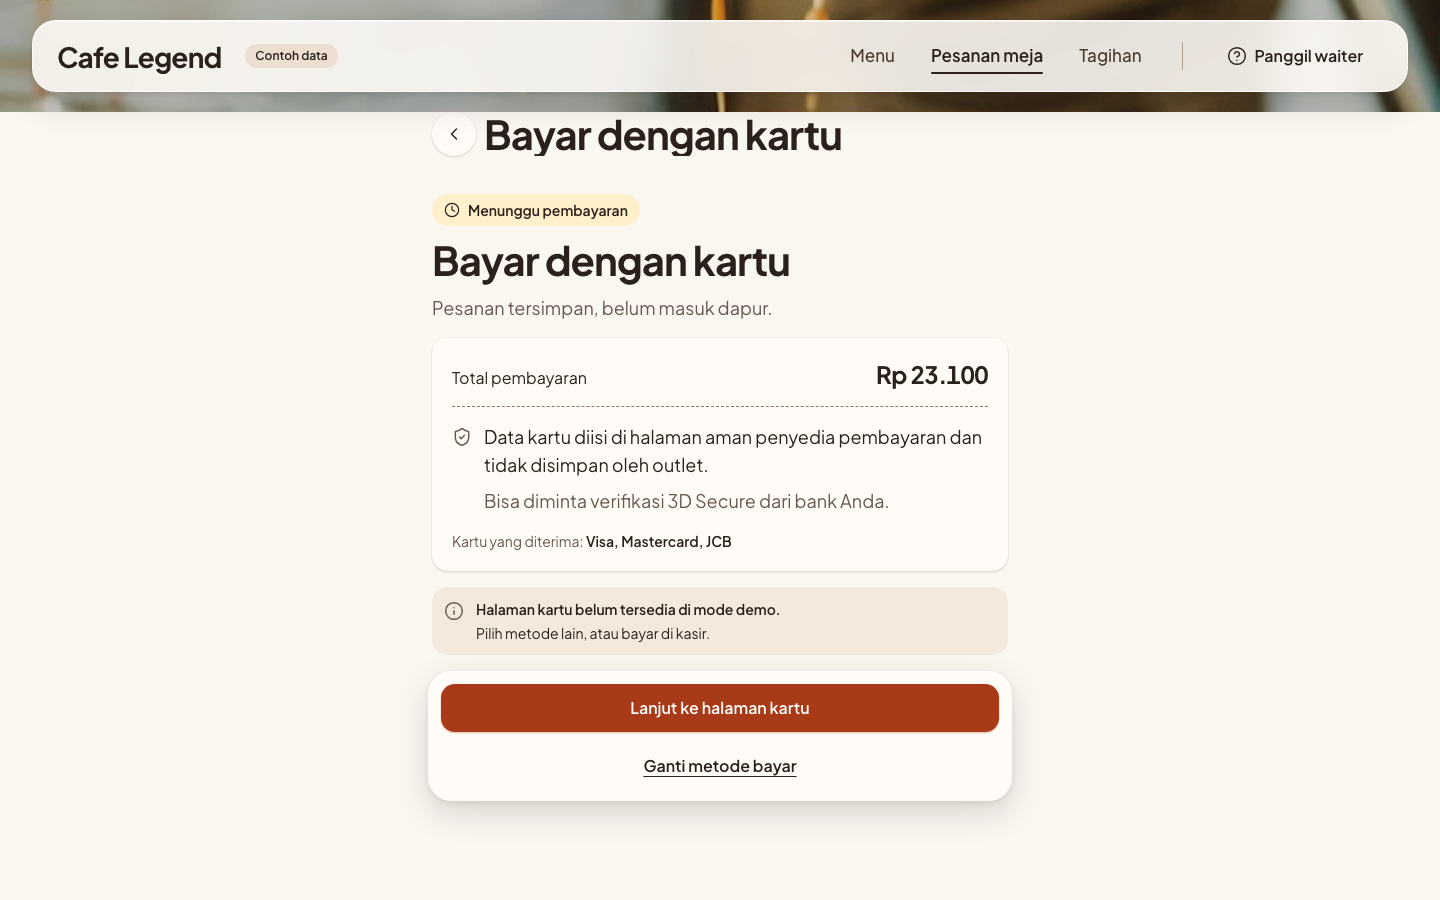 Cafe Legend
Contoh data
Menu
Pesanan meja
Tagihan
Panggil waiter
Bayar dengan kartu
Menunggu pembayaran
Bayar dengan kartu
Pesanan tersimpan, belum masuk dapur.
Total pembayaran
Rp 23.100
Data kartu diisi di halaman aman penyedia pembayaran dan
tidak disimpan oleh outlet.
Bisa diminta verifikasi 3D Secure dari bank Anda.
Kartu yang diterima: Visa, Mastercard, JCB
Halaman kartu belum tersedia di mode demo.
Pilih metode lain, atau bayar di kasir.
Lanjut ke halaman kartu
Ganti metode bayar